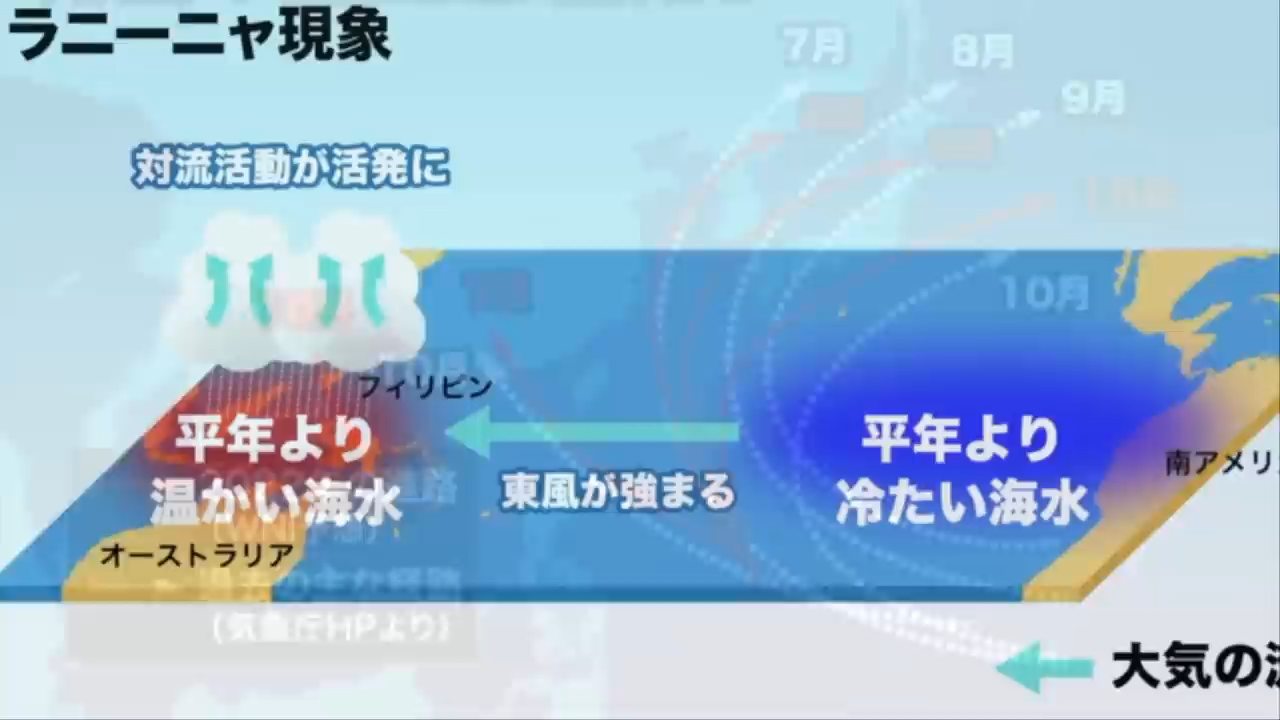 ラニーニャ現象
7月
8月
9月
対流活動が活発に
10月
フィリピン
平年より
温かい海水
東風が強まる
平年より
冷たい海水
南アメリ
オーストラリア
(気象庁HPより)
大気の流